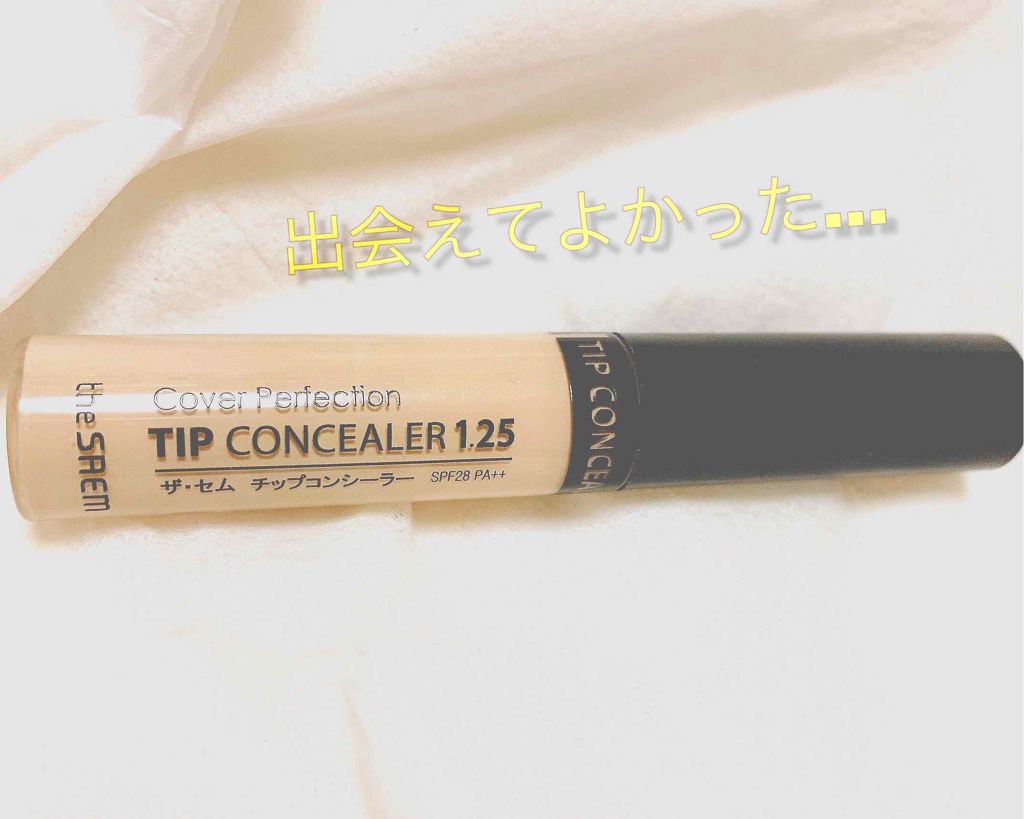 出会えてよかった...
the SAEM
Cover Perfection
TIP CONCEALER 1.25
ザ・セム チップコンシーラー SPF28 PA++
TIP CONCEA